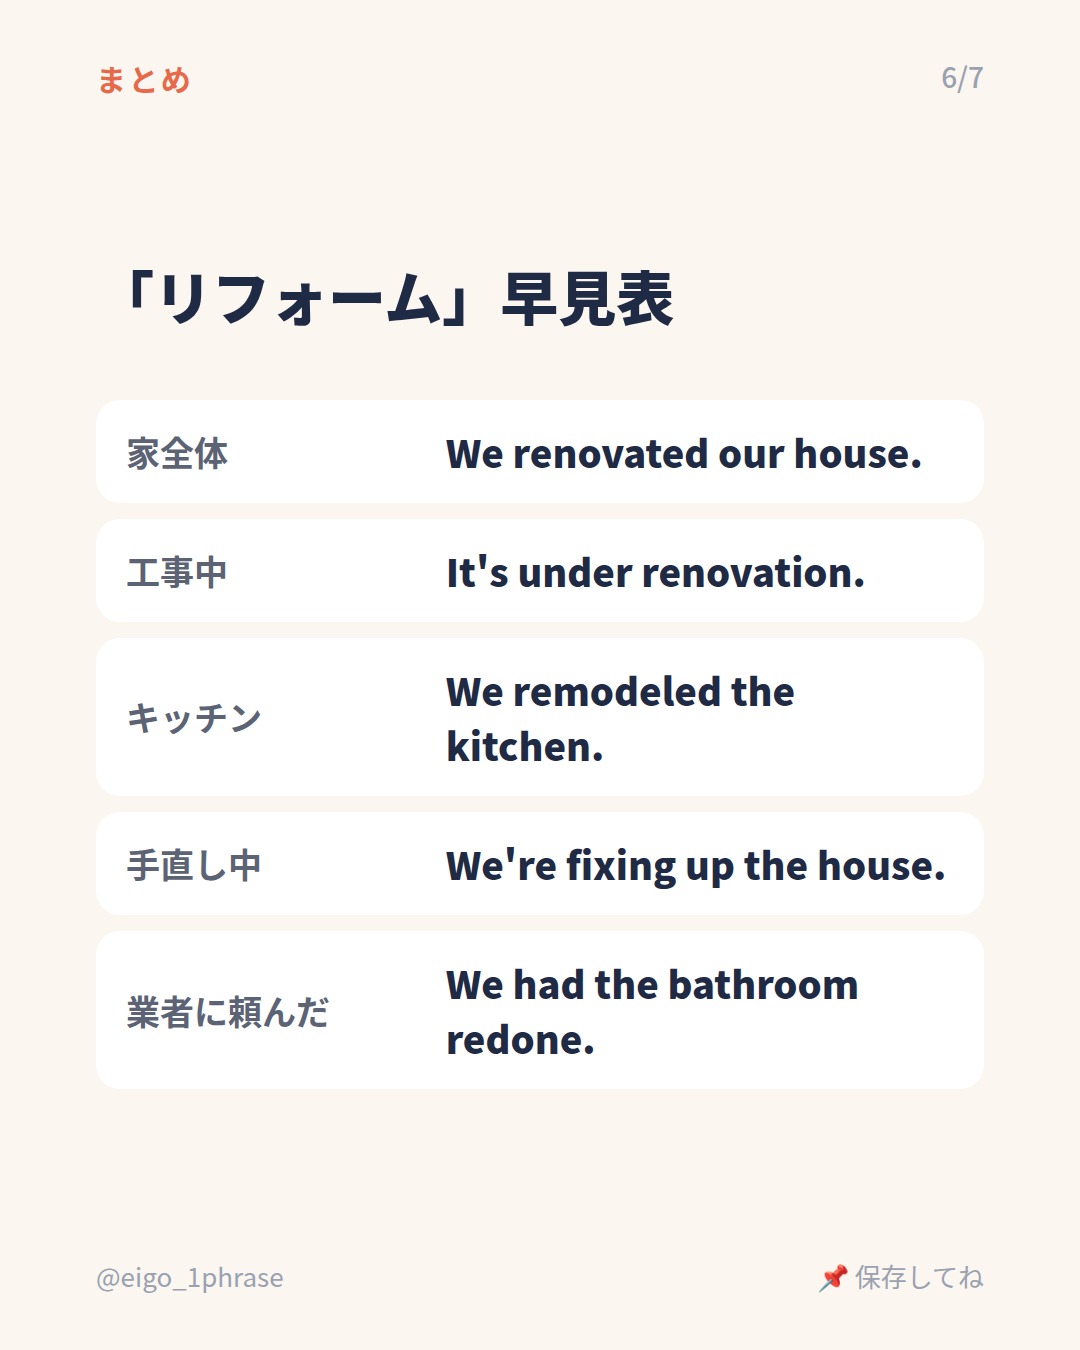 まとめ
6/7
「リフォーム」早見表
家全体
We renovated our house.
工事中
It's under renovation.
キッチン
We remodeled the
kitchen.
手直し中
We're fixing up the house.
業者に頼んだ
We had the bathroom
redone.
@eigo_1phrase
📌 保存してね